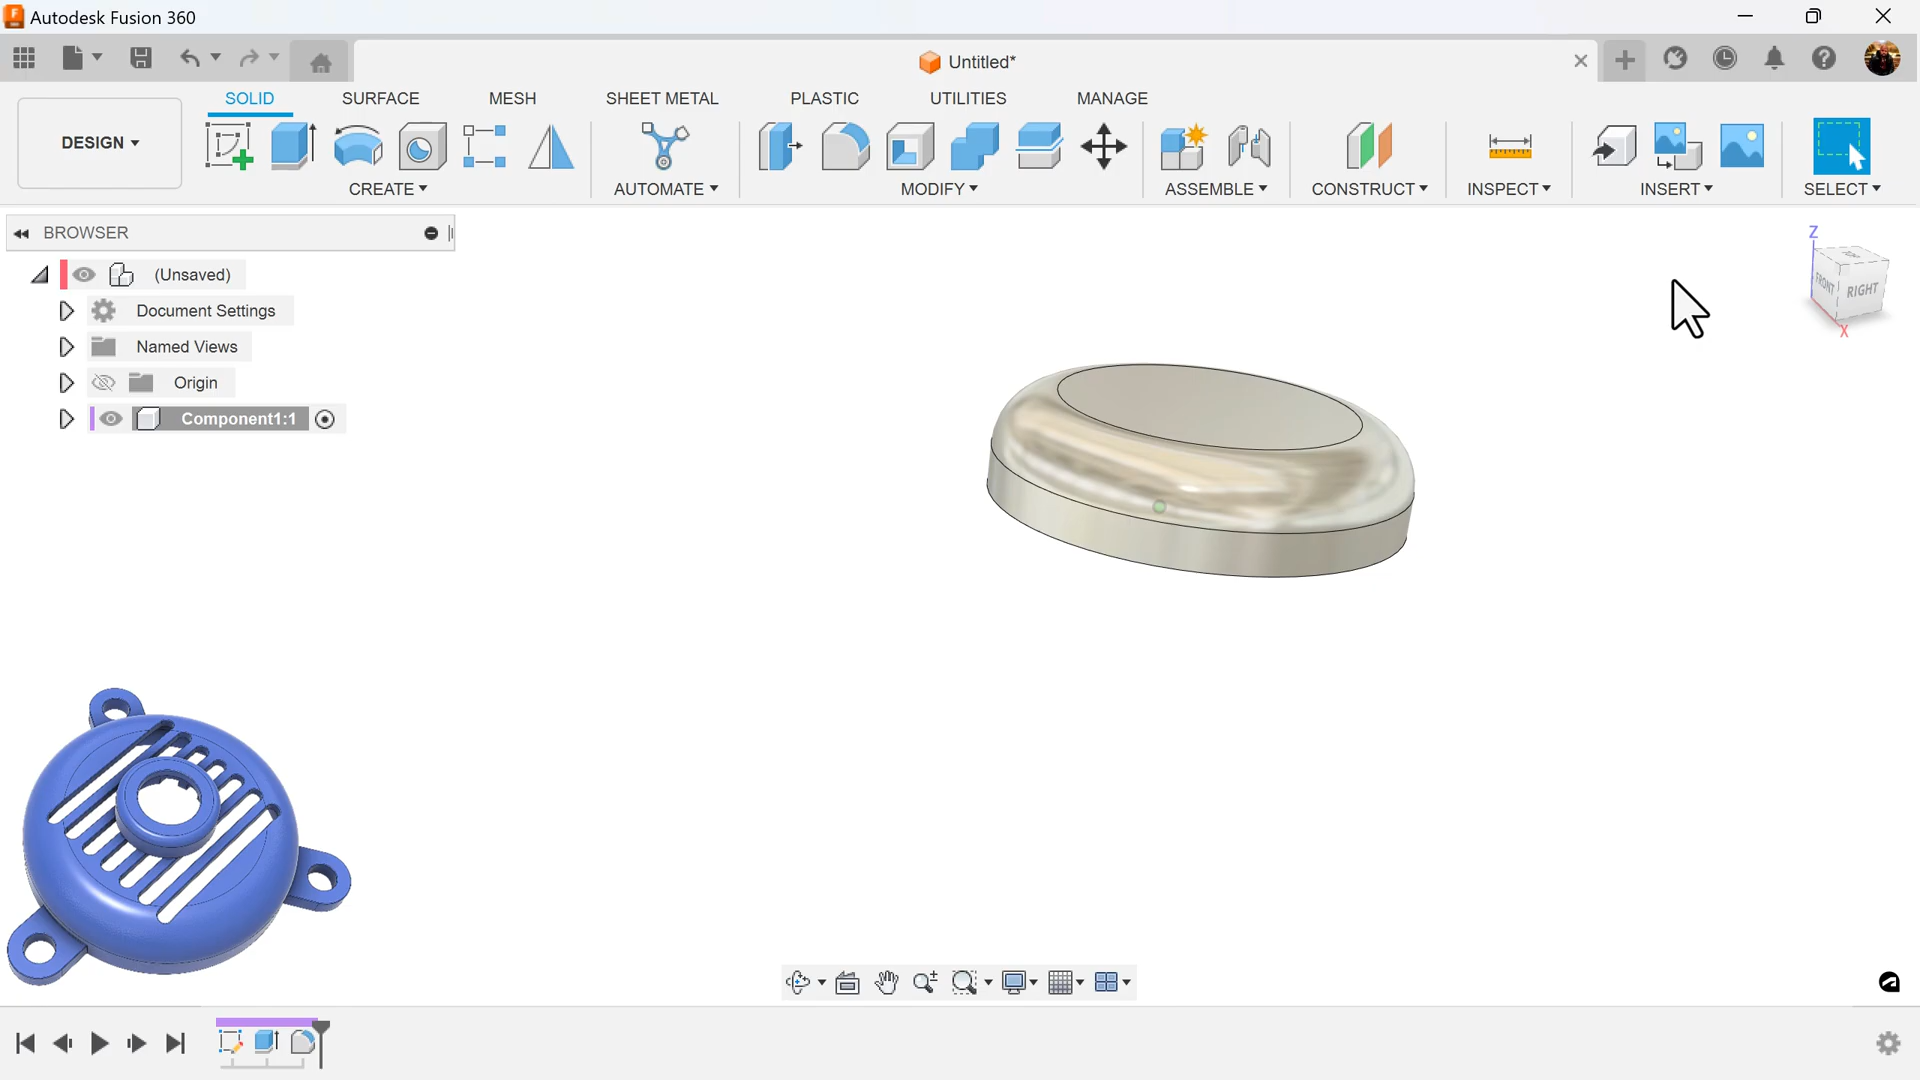 Autodesk Fusion 360
Untitled*
SOLID SURFACE MESH SHEET METAL PLASTIC UTILITIES MANAGE
DESIGN
CREATE AUTOMATE MODIFY ASSEMBLE CONSTRUCT INSPECT INSERT SELECT
BROWSER
(Unsaved)
Document Settings
Named Views
Origin
Component1:1
Z
FRONT RIGHT
X